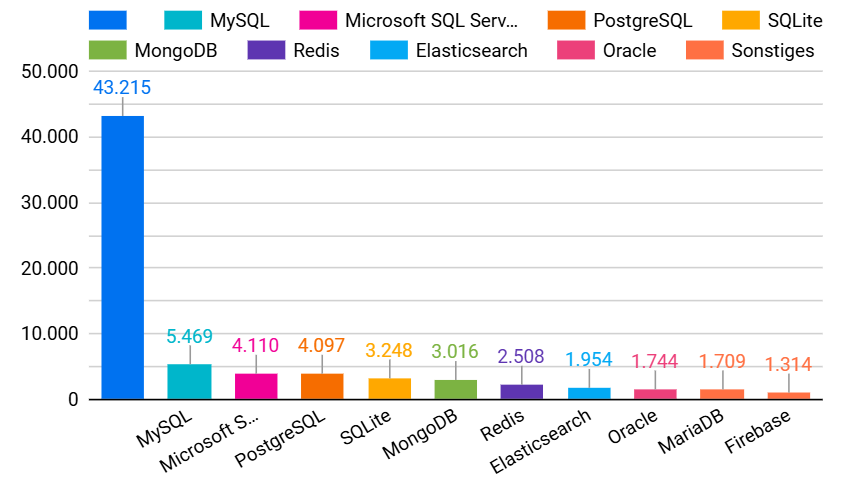 MySQL Microsoft SQL Serv... PostgreSQL SQLite
MongoDB Redis Elasticsearch Oracle Sonstiges
50.000
43.215
40.000
30.000
20.000
10.000
5.469 4.110 4.097 3.248 3.016 2.508 1.954 1.744 1.709 1.314
0
MySQL Microsoft S... PostgreSQL SQLite MongoDB Redis Elasticsearch Oracle MariaDB Firebase